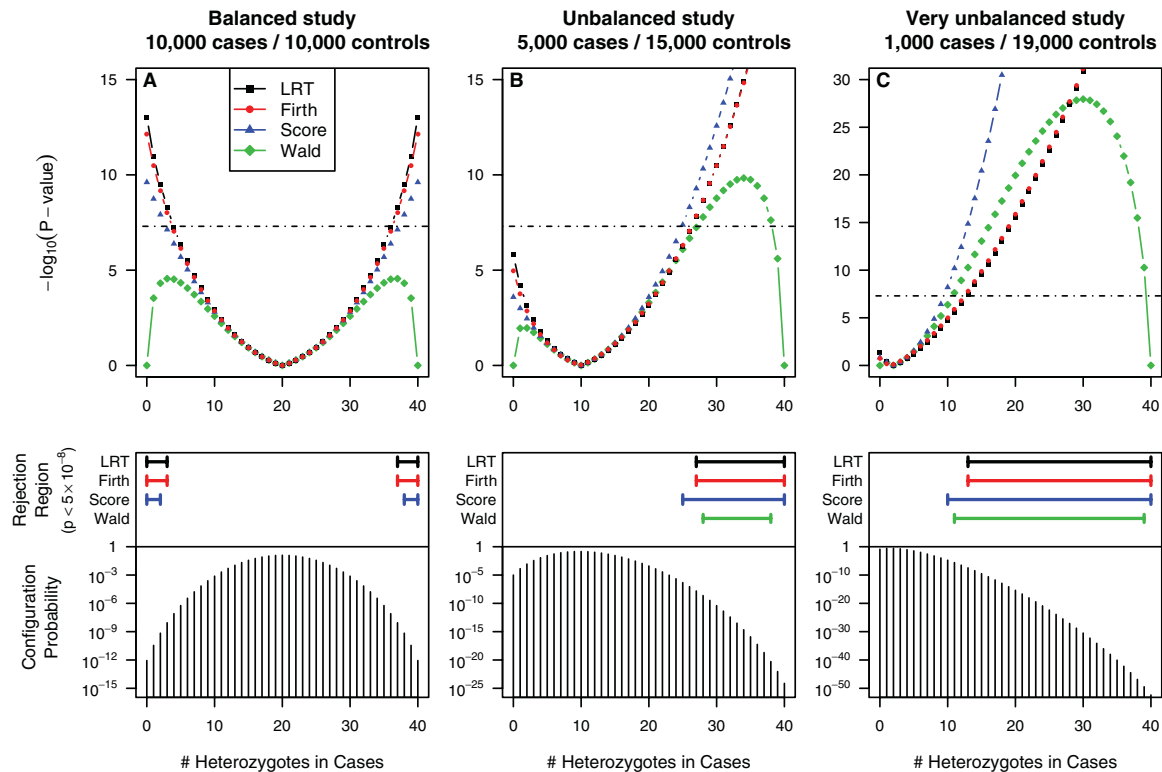 Balanced study
10,000 cases / 10,000 controls
Unbalanced study
5,000 cases / 15,000 controls
Very unbalanced study
1,000 cases / 19,000 controls
A
B
C
LRT
Firth
Score
Wald
−log10(P−value)
15
10
5
0
0
10
20
30
40
15
10
5
0
0
10
20
30
40
30
25
20
15
10
5
0
0
10
20
30
40
Rejection
Region
(p < 5 × 10−8)
LRT
Firth
Score
Wald
LRT
Firth
Score
Wald
LRT
Firth
Score
Wald
Configuration
Probability
1
10−3
10−6
10−9
10−12
10−15
1
10−5
10−10
10−15
10−20
10−25
1
10−10
10−20
10−30
10−40
10−50
0
10
20
30
40
0
10
20
30
40
0
10
20
30
40
# Heterozygotes in Cases
# Heterozygotes in Cases
# Heterozygotes in Cases